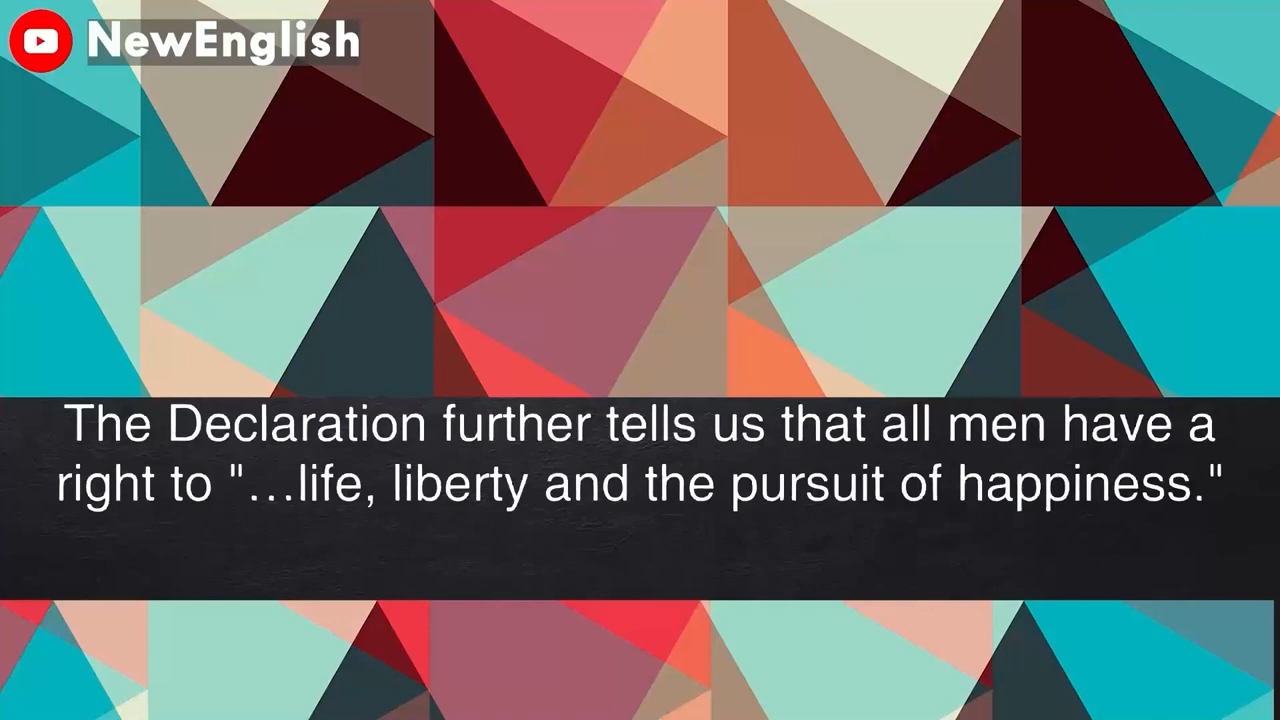 NewEnglish
The Declaration further tells us that all men have a
right to "…life, liberty and the pursuit of happiness."